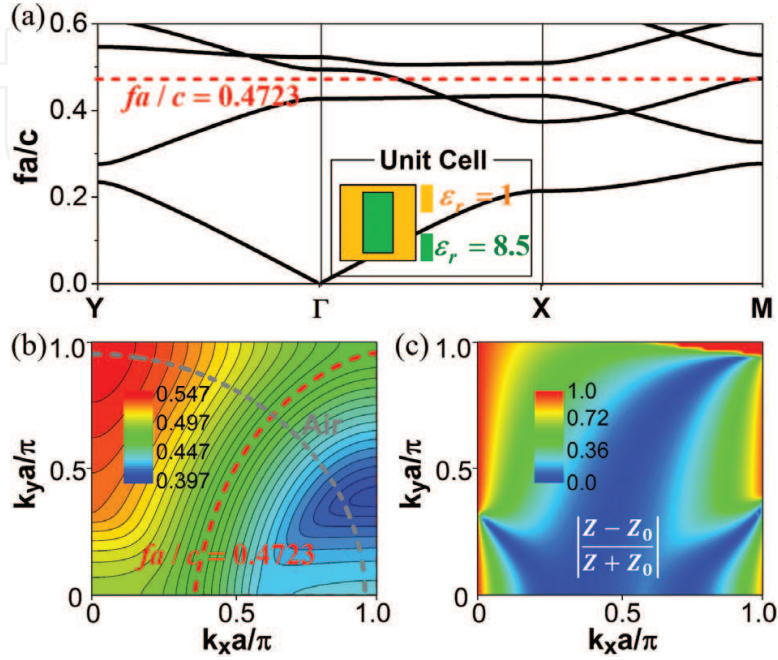 (a)
0.6
0.4
0.2
0.0
fa/c
fa / c = 0.4723
Unit Cell
εr = 1
εr = 8.5
Y
Γ
X
M
(b)
1.0
0.5
0
kya/π
0.547
0.497
0.447
0.397
Air
fa / c = 0.4723
0
0.5
1.0
kxa/π
(c)
1.0
0.5
0
kya/π
1.0
0.72
0.36
0.0
|Z − Z0
Z + Z0|
0
0.5
1.0
kxa/π